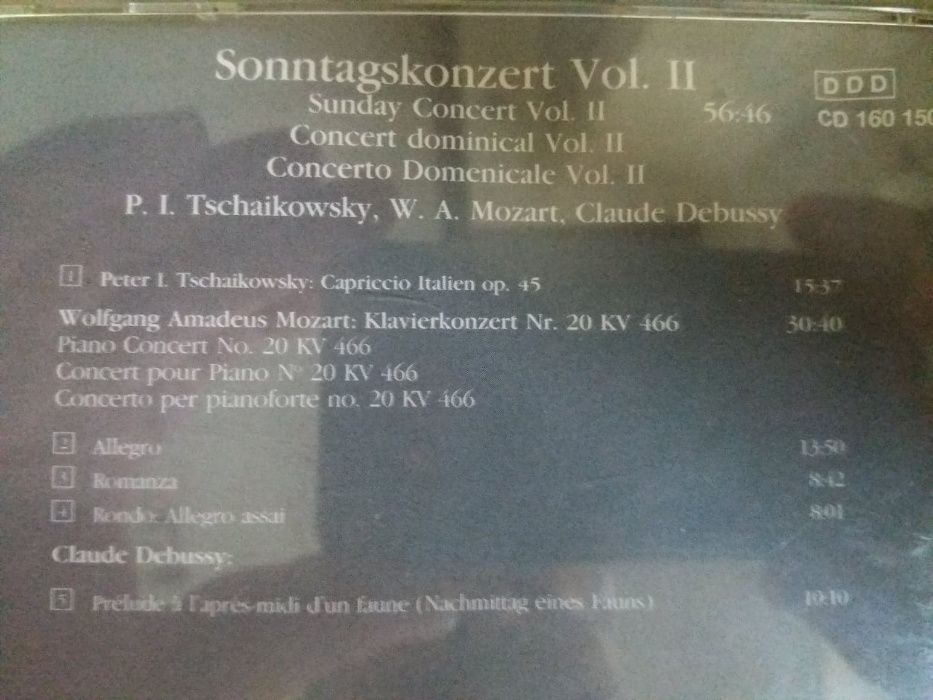 Sonntagskonzert Vol. II
DDD
Sunday Concert Vol. II 56:46
CD 160 150
Concert dominical Vol. II
Concerto Domenicale Vol. II
P. I. Tschaikowsky, W. A. Mozart, Claude Debussy
1 Peter I. Tschaikowsky: Capriccio Italien op. 45 15:37
Wolfgang Amadeus Mozart: Klavierkonzert Nr. 20 KV 466 30:40
Piano Concert No. 20 KV 466
Concert pour Piano N° 20 KV 466
Concerto per pianoforte no. 20 KV 466
2 Allegro 13:50
3 Romanza 8:42
4 Rondo: Allegro assai 8:01
Claude Debussy:
5 Prélude à l'après-midi d'un faune (Nachmittag eines Fauns) 10:10